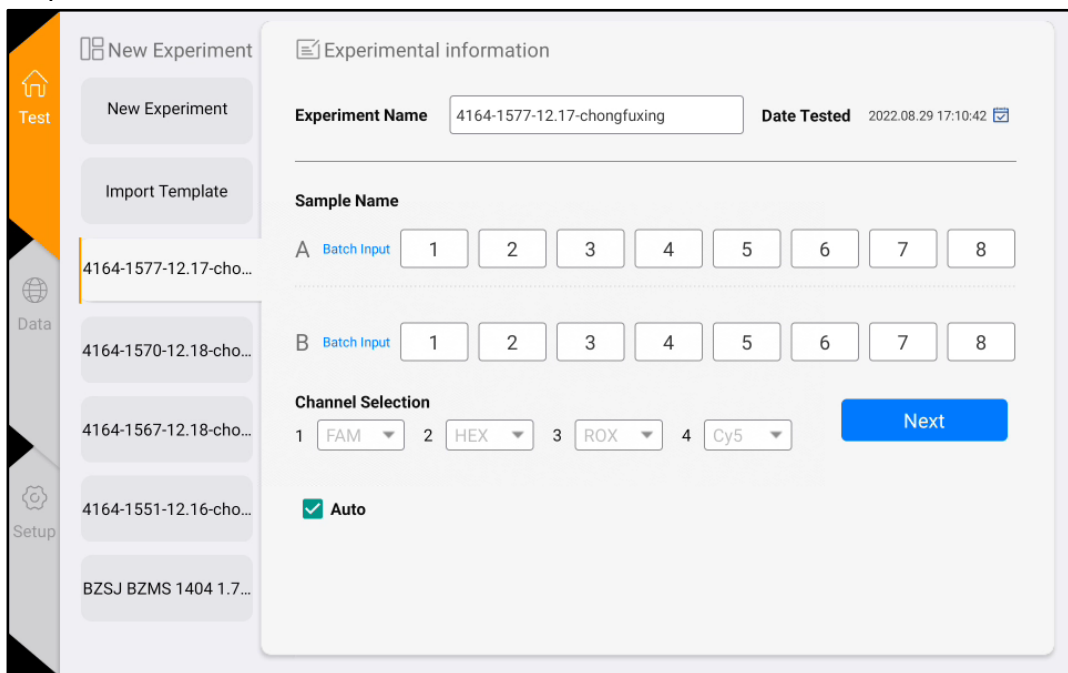 Test
Data
Setup
New Experiment
New Experiment
Import Template
4164-1577-12.17-cho...
4164-1570-12.18-cho...
4164-1567-12.18-cho...
4164-1551-12.16-cho...
BZSJ BZMS 1404 1.7...
Experimental information
Experiment Name 4164-1577-12.17-chongfuxing Date Tested 2022.08.29 17:10:42
Sample Name
A Batch Input 1 2 3 4 5 6 7 8
B Batch Input 1 2 3 4 5 6 7 8
Channel Selection
1 FAM 2 HEX 3 ROX 4 Cy5
Next
Auto